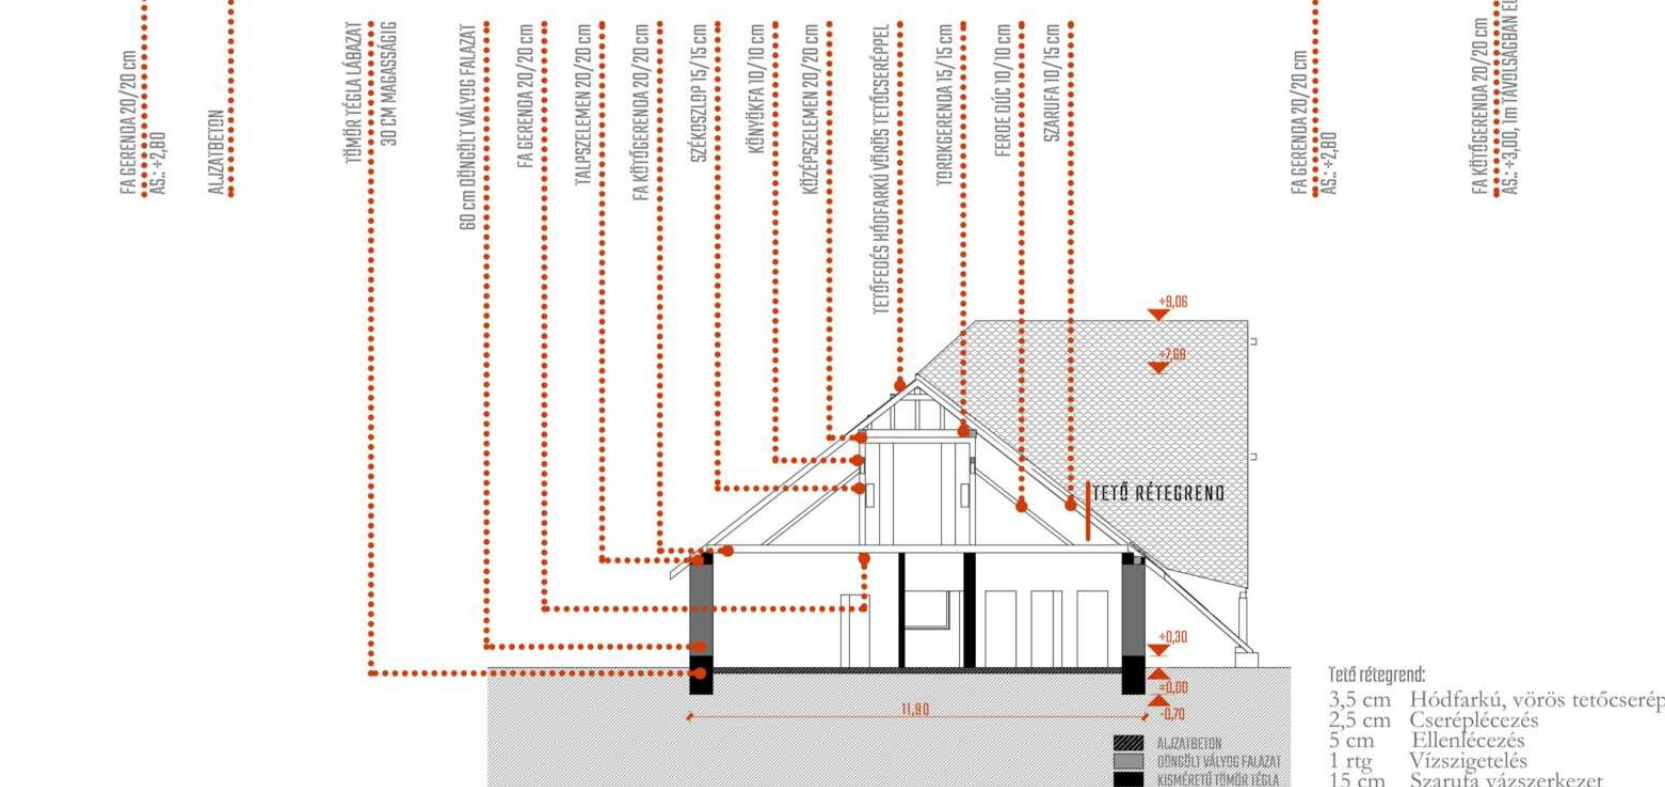 FA GERENDA 20/20 cm
AS.: +2,80
ALJZATBETON
TÖMÖR TÉGLA LÁBAZAT
30 CM MAGASSÁGIG
60 cm DÖNGÖLT VÁLYOG FALAZAT
FA GERENDA 20/20 cm
TALPSZELEMEN 20/20 cm
FA KÖTŐGERENDA 20/20 cm
SZÉKOSZLOP 15/15 cm
KÖNYÖKFA 10/10 cm
KÖZÉPSZELEMEN 20/20 cm
TETŐFEDÉS HÓDFARKÚ VÖRÖS TETŐCSERÉPPEL
TOROKGERENDA 15/15 cm
FERDE DÚC 10/10 cm
SZARUFA 10/15 cm
FA GERENDA 20/20 cm
AS.: +2,80
FA KÖTŐGERENDA 20/20 cm
AS.: +3,00, 1m TÁVOLSÁGBAN
+9,06
+7,68
TETŐ RÉTEGREND
+0,30
±0,00
-0,70
11,90
ALJZATBETON
DÖNGÖLT VÁLYOG FALAZAT
KISMÉRETŰ TÖMÖR TÉGLA
Tető rétegrend:
3,5 cm Hódfarkú, vörös tetőcserép
2,5 cm Cseréplécezés
5 cm Ellenlécezés
1 rtg Vízszigetelés
15 cm Szarufa vázszerkezet